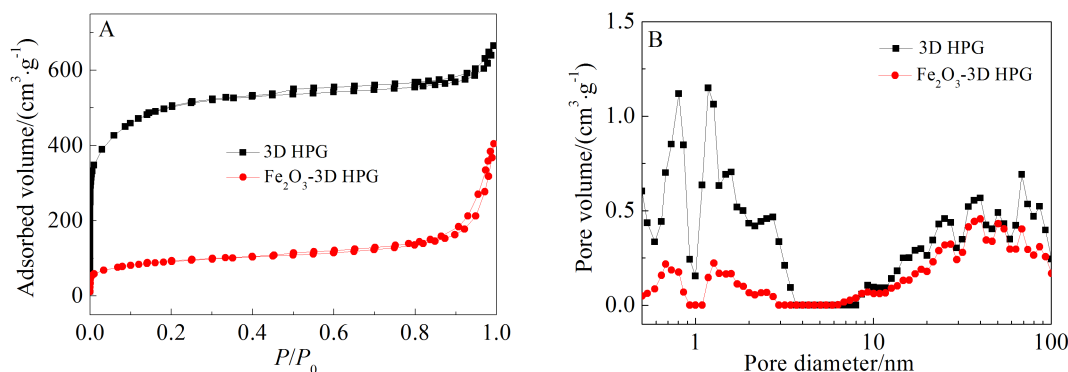 A
Adsorbed volume/(cm³·g⁻¹)
600
400
200
0
3D HPG
Fe₂O₃-3D HPG
0.0 0.2 0.4 0.6 0.8 1.0
P/P₀
B
Pore volume/(cm³·g⁻¹)
1.5
1.0
0.5
0.0
3D HPG
Fe₂O₃-3D HPG
1 10 100
Pore diameter/nm